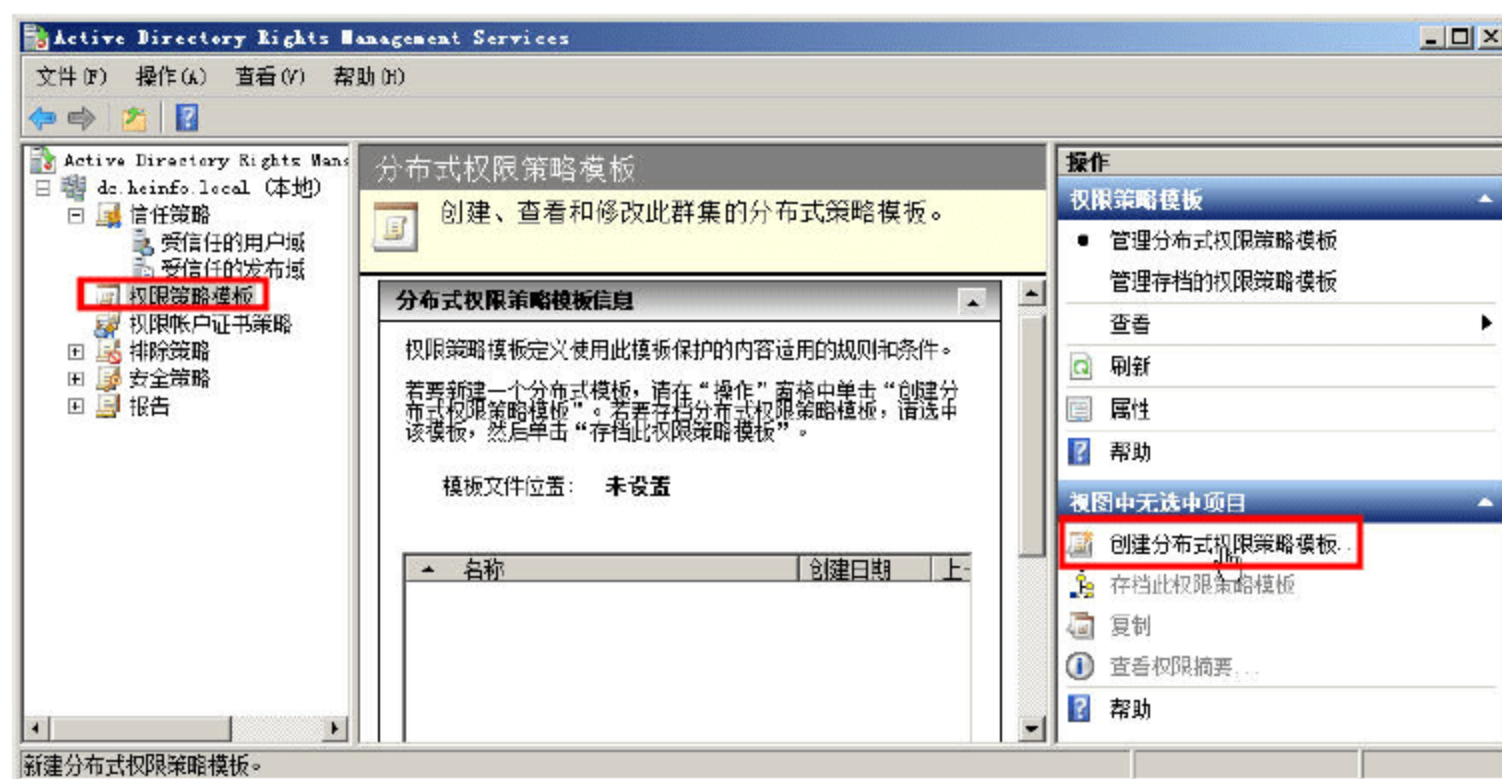 Active Directory Rights Management Services
文件(F) 操作(A) 查看(V) 帮助(H)
Active Directory Rights Mana
dc.heinfo.local (本地)
信任策略
受信任的用户域
受信任的发布域
权限策略模板
权限帐户证书策略
排除策略
安全策略
报告
分布式权限策略模板
创建、查看和修改此群集的分布式策略模板。
分布式权限策略模板信息
权限策略模板定义使用此模板保护的内容适用的规则和条件。
若要新建一个分布式模板，请在“操作”窗格中单击“创建分
布式权限策略模板”。若要存档分布式权限策略模板，请选中
该模板，然后单击“存档此权限策略模板”。
模板文件位置： 未设置
名称 创建日期 上一
操作
权限策略模板
管理分布式权限策略模板
管理存档的权限策略模板
查看
刷新
属性
帮助
视图中无选中项目
创建分布式权限策略模板...
存档此权限策略模板
复制
查看权限摘要...
帮助
新建分布式权限策略模板。